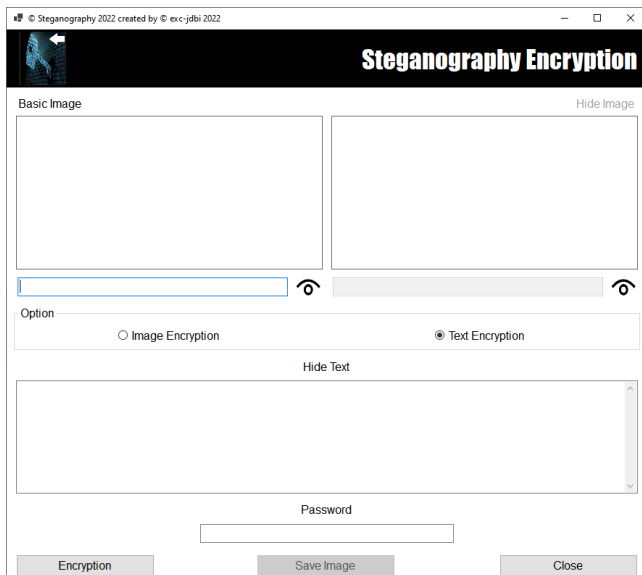 © Steganography 2022 created by © exc-jdbi 2022
Steganography Encryption
Basic Image
Hide Image
Option
Image Encryption
Text Encryption
Hide Text
Password
Encryption
Save Image
Close